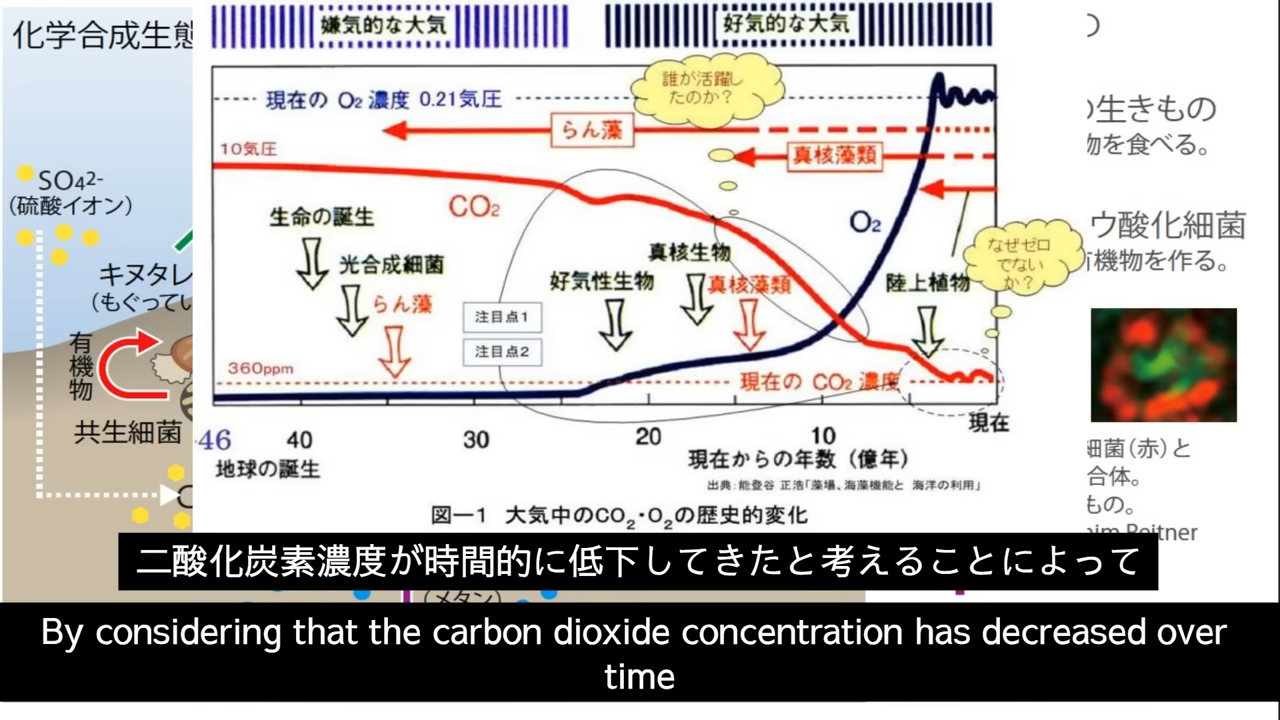 化学合成生態
嫌気的な大気
好気的な大気
の
誰が活躍し
たのか？
現在の O₂ 濃度 0.21気圧
らん藻
の生きもの
物を食べる。
10気圧
真核藻類
SO₄²⁻
（硫酸イオン）
CO₂
O₂
ウ酸化細菌
有機物を作る。
生命の誕生
なぜゼロ
でない
か？
キヌタレ
（もぐってい
光合成細菌
真核生物
好気性生物
真核藻類
陸上植物
らん藻
注目点1
注目点2
有機物
360ppm
現在の CO₂ 濃度
共生細菌
46
40
30
20
10
現在
地球の誕生
現在からの年数（億年）
細菌（赤）と
合体。
もの。
出典：能登谷 正浩「藻場、海藻機能と 海洋の利用」
図ー1 大気中のCO₂・O₂の歴史的変化
Reitner
二酸化炭素濃度が時間的に低下してきたと考えることによって
（メタン）
By considering that the carbon dioxide concentration has decreased over
time